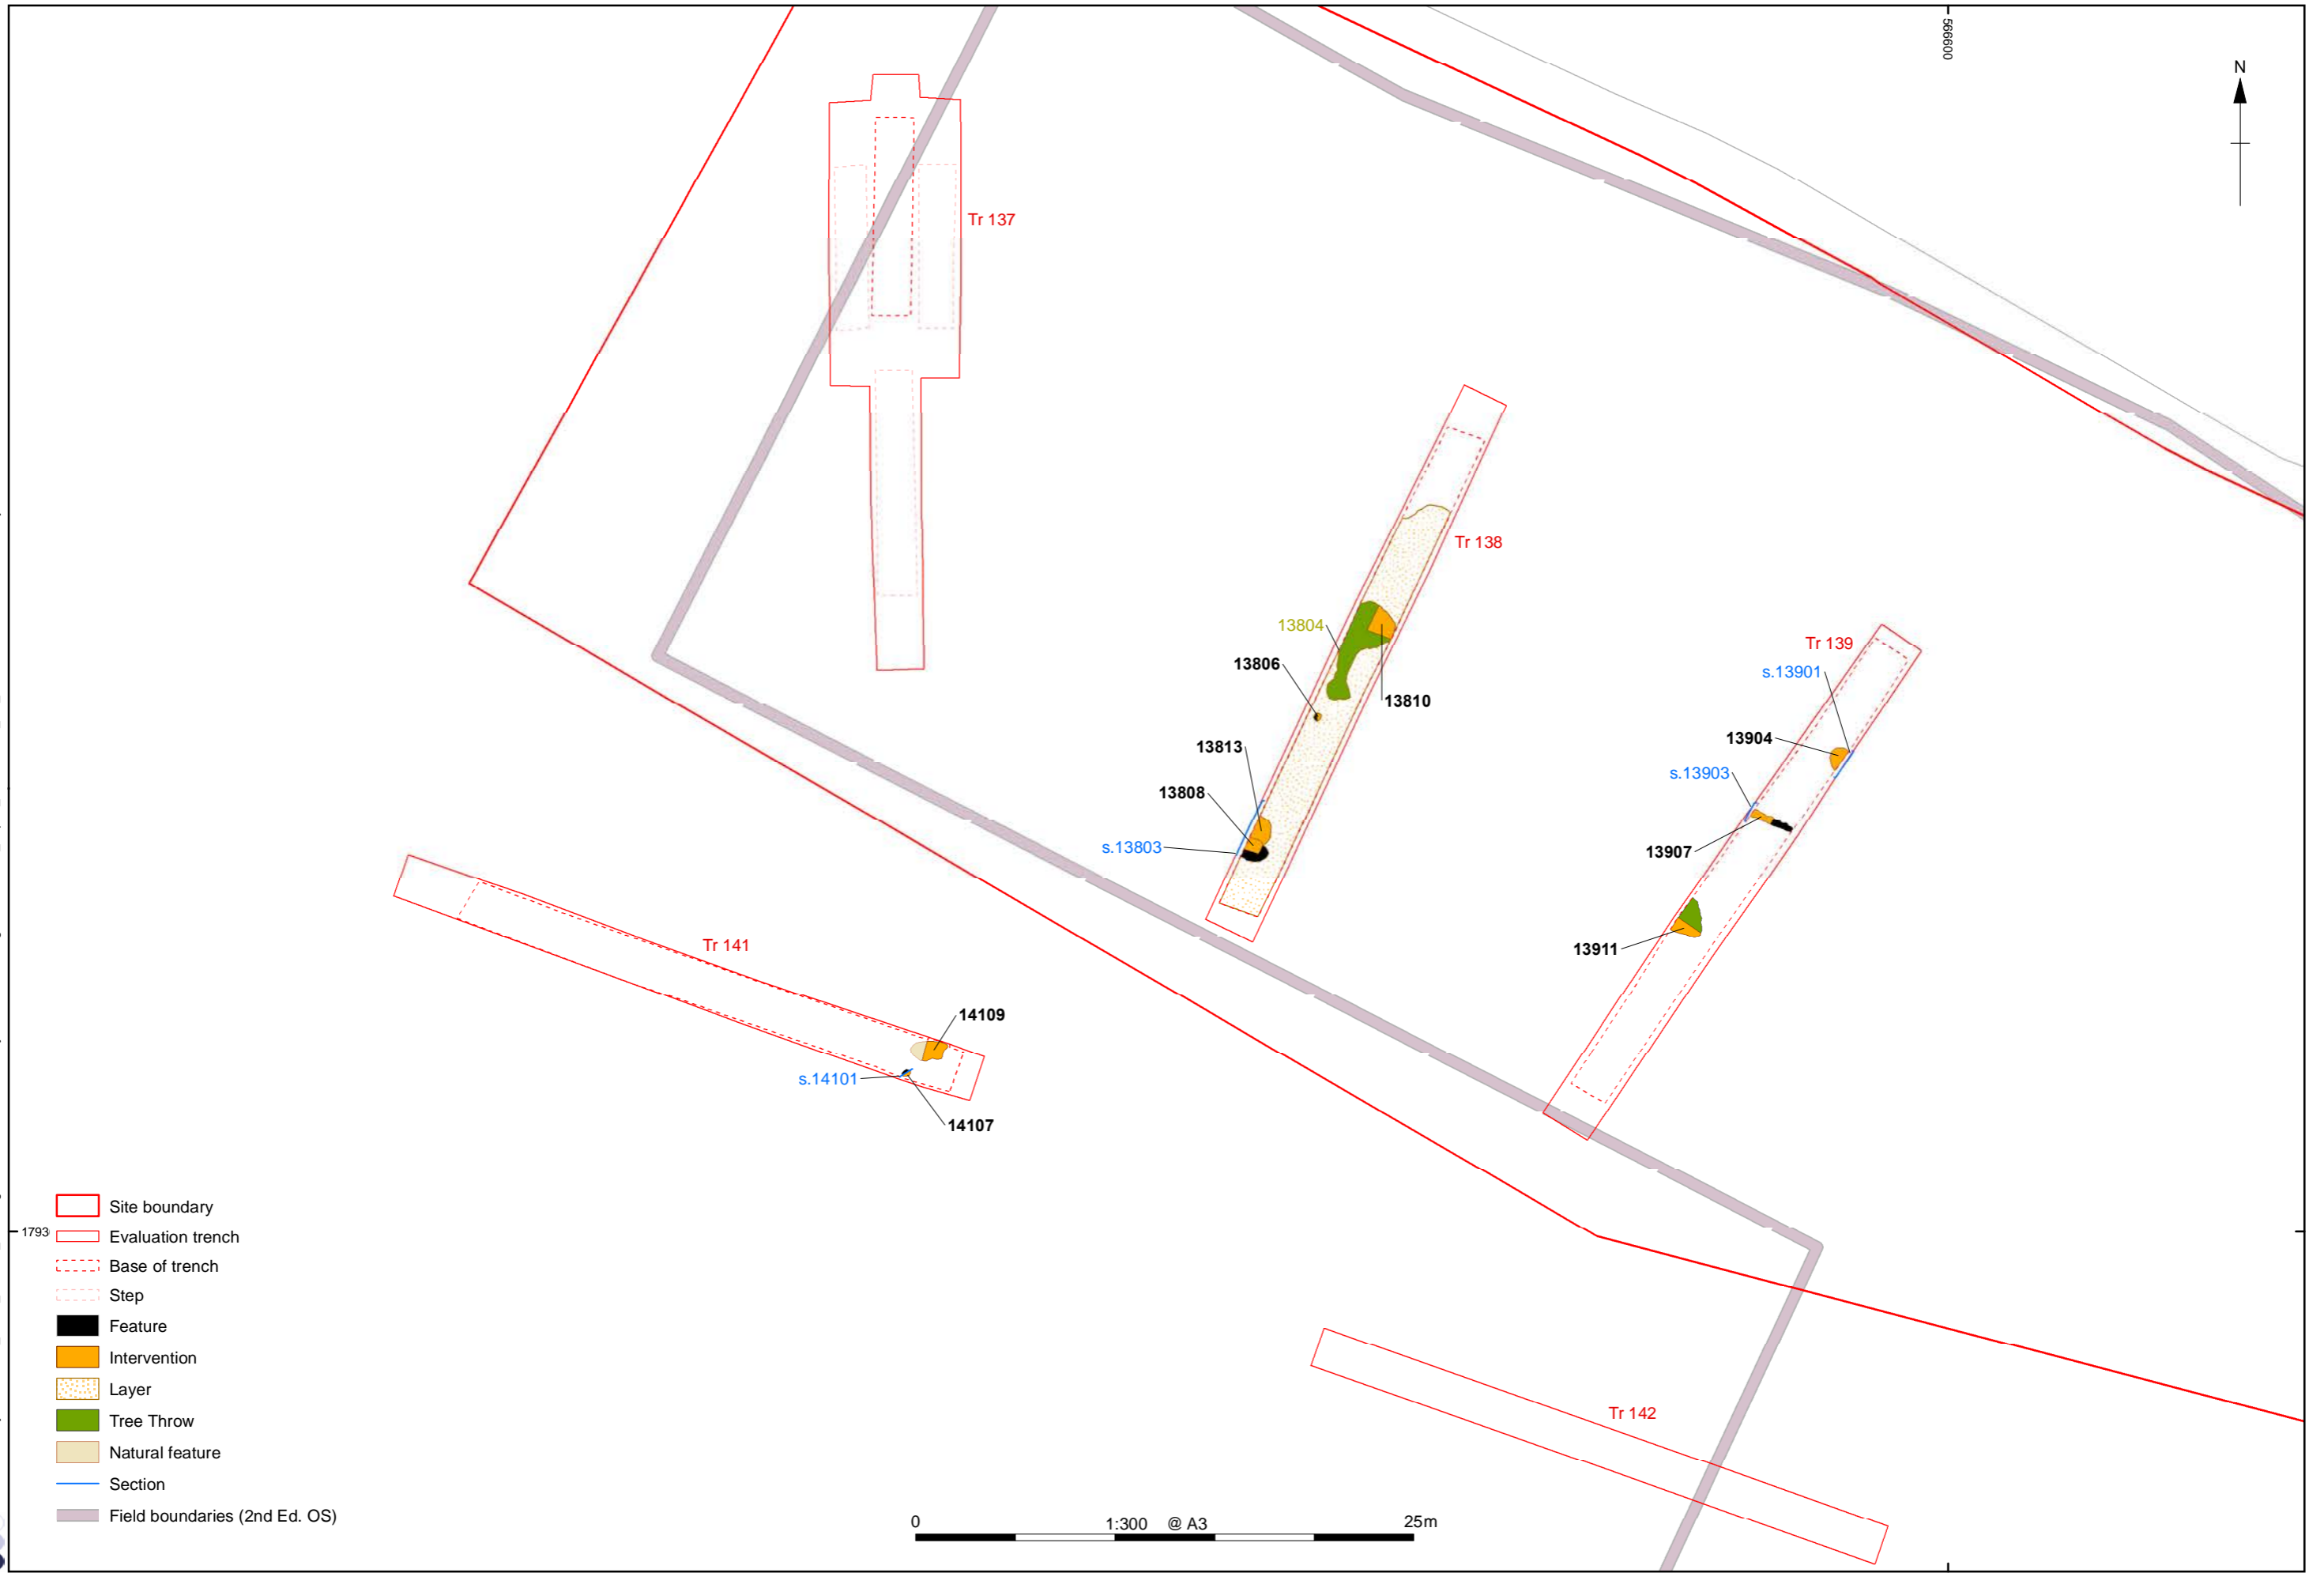 566600
N
Tr 137
Tr 138
13804
Tr 139
13806
s.13901
13810
13904
13813
s.13903
13808
s.13803
13907
Tr 141
13911
14109
s.14101
14107
Site boundary
1793
Evaluation trench
Base of trench
Step
Feature
Intervention
Layer
Tr 142
Tree Throw
Natural feature
Section
Field boundaries (2nd Ed. OS)
0 1:300 @ A3 25m